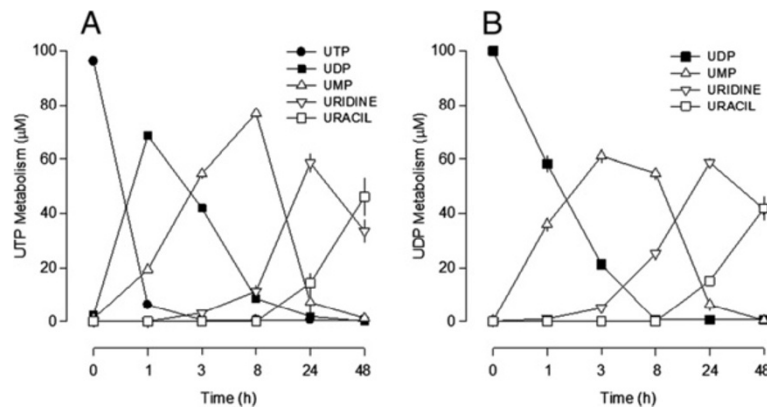 A
UTP Metabolism (µM)
100
80
60
40
20
0
UTP
UDP
UMP
URIDINE
URACIL
0 1 3 8 24 48
Time (h)
B
UDP Metabolism (µM)
100
80
60
40
20
0
UDP
UMP
URIDINE
URACIL
0 1 3 8 24 48
Time (h)